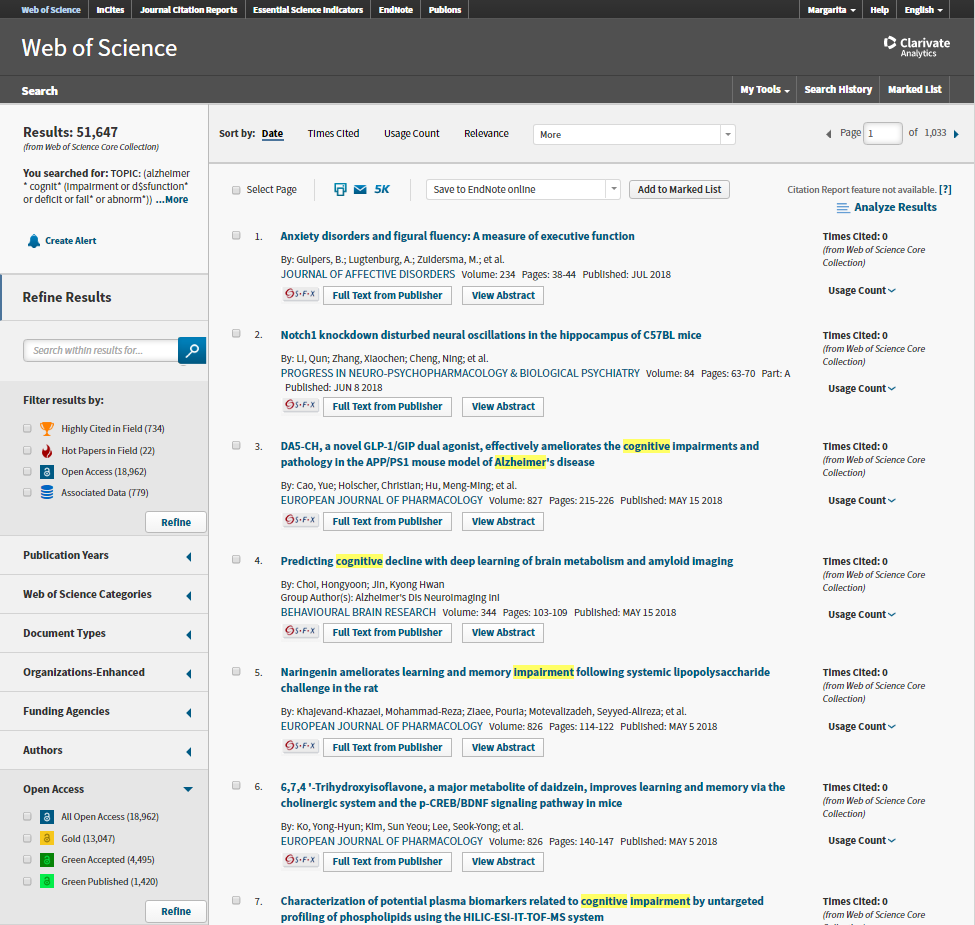 Web of Science InCites Journal Citation Reports Essential Science Indicators EndNote Publons Margarita Help English
Web of Science
Clarivate
Analytics
Search My Tools Search History Marked List
Results: 51,647
(from Web of Science Core Collection)
You searched for: TOPIC: (alzheimer
* cognit* (impairment or d$sfunction*
or deficit or fail* or abnorm*)) ...More
Create Alert
Refine Results
Search within results for...
Filter results by:
Highly Cited in Field (734)
Hot Papers in Field (22)
Open Access (18,962)
Associated Data (779)
Refine
Publication Years
Web of Science Categories
Document Types
Organizations-Enhanced
Funding Agencies
Authors
Open Access
All Open Access (18,962)
Gold (13,047)
Green Accepted (4,495)
Green Published (1,420)
Refine
Sort by: Date Times Cited Usage Count Relevance More
Page 1 of 1,033
Select Page 5K Save to EndNote online Add to Marked List
Citation Report feature not available. [?]
Analyze Results
1. Anxiety disorders and figural fluency: A measure of executive function
By: Gulpers, B.; Lugtenburg, A.; Zuidersma, M.; et al.
JOURNAL OF AFFECTIVE DISORDERS Volume: 234 Pages: 38-44 Published: JUL 2018
S·F·X Full Text from Publisher View Abstract
Times Cited: 0
(from Web of Science Core
Collection)
Usage Count
2. Notch1 knockdown disturbed neural oscillations in the hippocampus of C57BL mice
By: Li, Qun; Zhang, Xiaochen; Cheng, Ning; et al.
PROGRESS IN NEURO-PSYCHOPHARMACOLOGY & BIOLOGICAL PSYCHIATRY Volume: 84 Pages: 63-70 Part: A
Published: JUN 8 2018
S·F·X Full Text from Publisher View Abstract
Times Cited: 0
(from Web of Science Core
Collection)
Usage Count
3. DA5-CH, a novel GLP-1/GIP dual agonist, effectively ameliorates the cognitive impairments and
pathology in the APP/PS1 mouse model of Alzheimer's disease
By: Cao, Yue; Holscher, Christian; Hu, Meng-Ming; et al.
EUROPEAN JOURNAL OF PHARMACOLOGY Volume: 827 Pages: 215-226 Published: MAY 15 2018
S·F·X Full Text from Publisher View Abstract
Times Cited: 0
(from Web of Science Core
Collection)
Usage Count
4. Predicting cognitive decline with deep learning of brain metabolism and amyloid imaging
By: Choi, Hongyoon; Jin, Kyong Hwan
Group Author(s): Alzheimer's Dis Neuroimaging Ini
BEHAVIOURAL BRAIN RESEARCH Volume: 344 Pages: 103-109 Published: MAY 15 2018
S·F·X Full Text from Publisher View Abstract
Times Cited: 0
(from Web of Science Core
Collection)
Usage Count
5. Naringenin ameliorates learning and memory impairment following systemic lipopolysaccharide
challenge in the rat
By: Khajevand-Khazaei, Mohammad-Reza; Ziaee, Pouria; Motevalizadeh, Seyyed-Alireza; et al.
EUROPEAN JOURNAL OF PHARMACOLOGY Volume: 826 Pages: 114-122 Published: MAY 5 2018
S·F·X Full Text from Publisher View Abstract
Times Cited: 0
(from Web of Science Core
Collection)
Usage Count
6. 6,7,4 '-Trihydroxyisoflavone, a major metabolite of daidzein, improves learning and memory via the
cholinergic system and the p-CREB/BDNF signaling pathway in mice
By: Ko, Yong-Hyun; Kim, Sun Yeou; Lee, Seok-Yong; et al.
EUROPEAN JOURNAL OF PHARMACOLOGY Volume: 826 Pages: 140-147 Published: MAY 5 2018
S·F·X Full Text from Publisher View Abstract
Times Cited: 0
(from Web of Science Core
Collection)
Usage Count
7. Characterization of potential plasma biomarkers related to cognitive impairment by untargeted
profiling of phospholipids using the HILIC-ESI-IT-TOF-MS system
Times Cited: 0
(from Web of Science Core